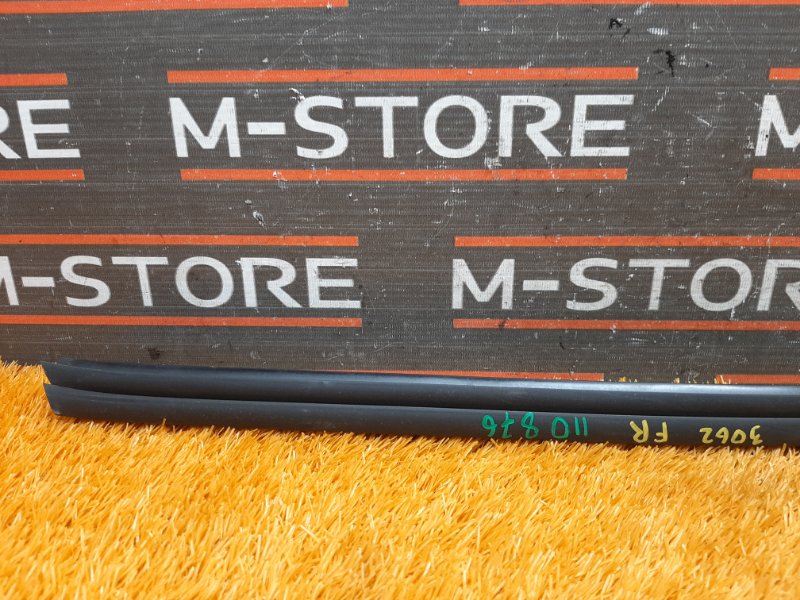 RE M-STORE M
M-STORE M-STORE
110876 FR 3062